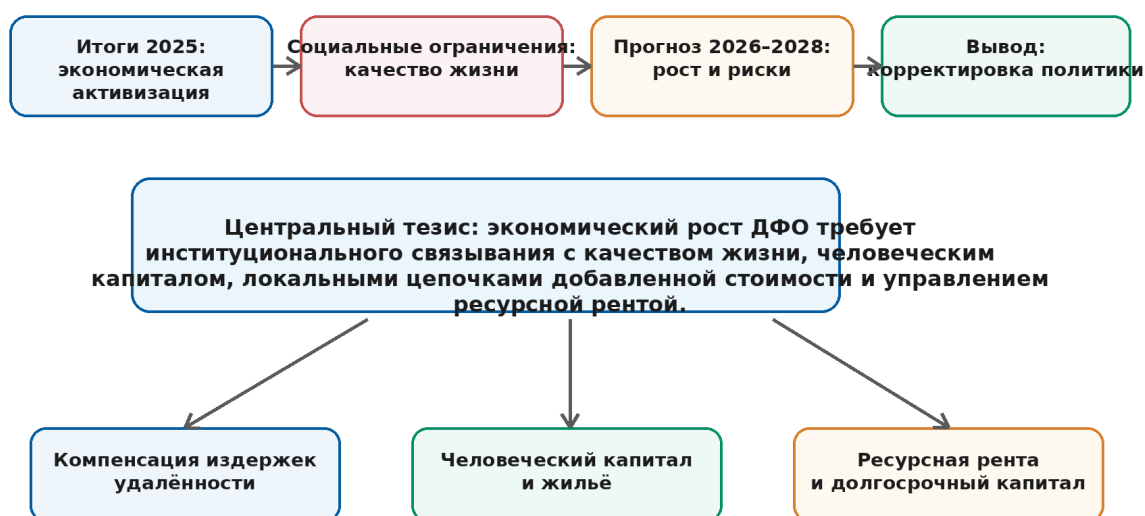 Итоги 2025:
экономическая
активизация
Социальные ограничения:
качество жизни
Прогноз 2026–2028:
рост и риски
Вывод:
корректировка политики
Центральный тезис: экономический рост ДФО требует
институционального связывания с качеством жизни, человеческим
капиталом, локальными цепочками добавленной стоимости и управлением
ресурсной рентой.
Компенсация издержек
удалённости
Человеческий капитал
и жильё
Ресурсная рента
и долгосрочный капитал